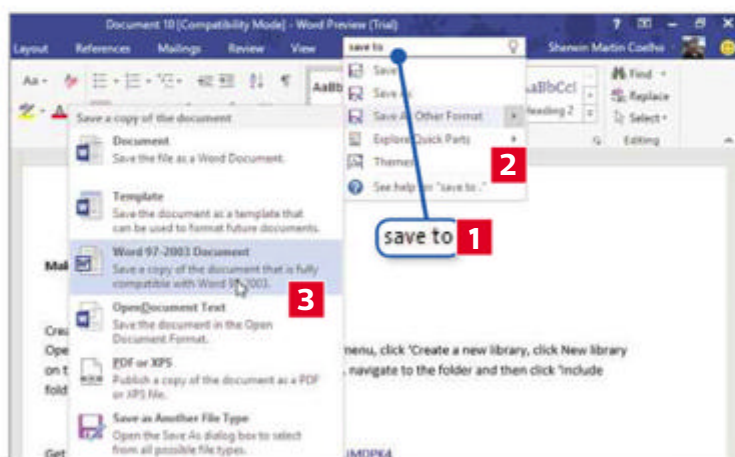 Document 10 [Compatibility Mode] - Word Preview (Trial)
Layout References Mailings Review View save to Sherwin Martin Coelho
Save
Save As
Save As Other Format
Explore Quick Parts
Themes
See help on "save to."
AaBbCcI
Heading 2
Find
Replace
Select
Editing
2
save to 1
Save a copy of the document
Document
Save the file as a Word Document.
Template
Save the document as a template that
can be used to format future documents.
Word 97-2003 Document
Save a copy of the document that is fully
compatible with Word 97-2003.
3
OpenDocument Text
Save the document in the Open
Document Format.
PDF or XPS
Publish a copy of the document as a PDF
or XPS file.
Save as Another File Type
Open the Save As dialog box to select
from all possible file types.
menu, click 'Create a new library, click New library
on t , navigate to the folder and then click 'Include
fold
Get